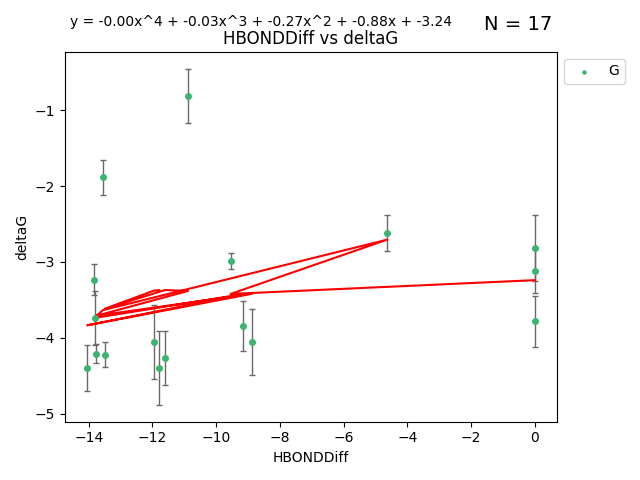 y = -0.00x^4 + -0.03x^3 + -0.27x^2 + -0.88x + -3.24
N = 17
HBONDDiff vs deltaG
G
−1
−2
−3
−4
−5
deltaG
−14 −12 −10 −8 −6 −4 −2 0
HBONDDiff